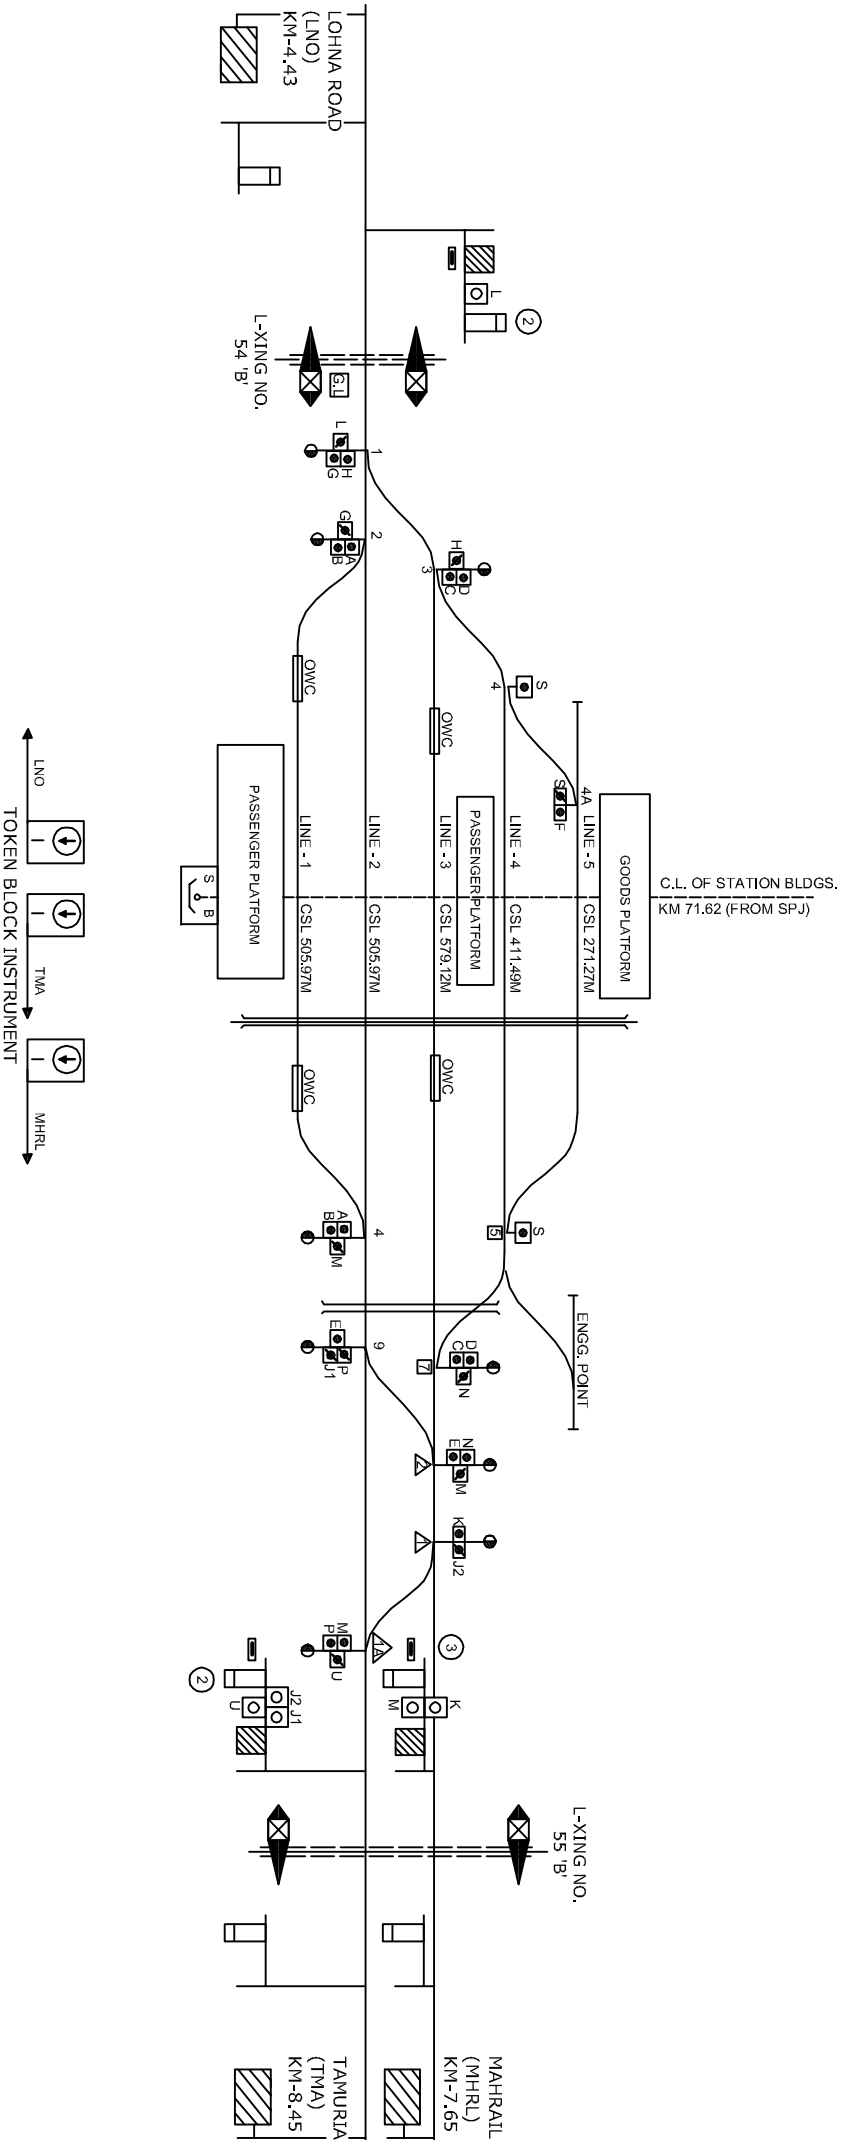 LOHNA ROAD
(LNO)
KM-4.43
L
2
L-XING NO.
54 'B'
G.L
L
H
G
1
G
A
B
2
H
D
C
3
S
4
S
F
4A
OWC
OWC
PASSENGER PLATFORM
LINE - 1
LINE - 2
LINE - 3
PASSENGER PLATFORM
LINE - 4
LINE - 5
GOODS PLATFORM
C.L. OF STATION BLDGS.
KM 71.62 (FROM SPJ)
CSL 505.97M
CSL 505.97M
CSL 579.12M
CSL 411.49M
CSL 271.27M
S
B
LNO
TMA
MHRL
TOKEN BLOCK INSTRUMENT
OWC
OWC
A
B
M
4
S
5
ENGG. POINT
E
P
J1
9
D
C
N
7
N
E
M
2
K
J2
1
M
P
U
1A
3
K
M
J2
J1
U
2
L-XING NO.
55 'B'
MAHRAIL
(MHRL)
KM-7.65
TAMURIA
(TMA)
KM-8.45